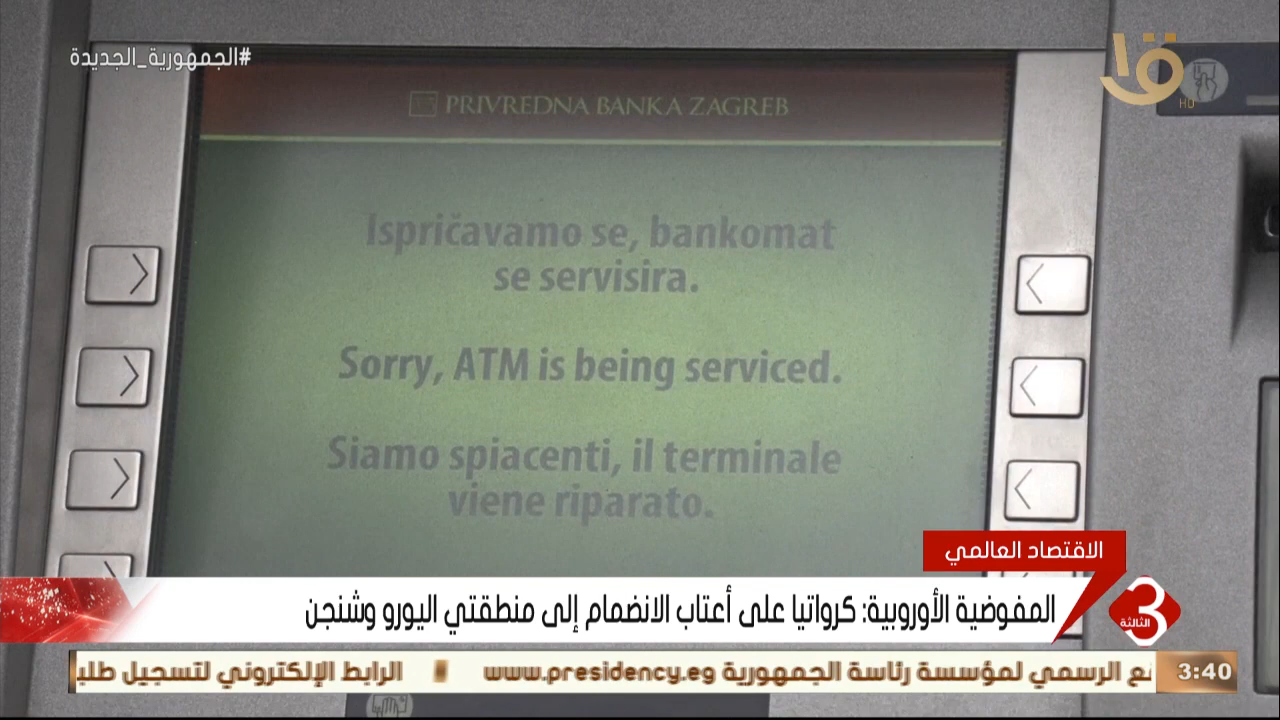 #الجمهورية_الجديدة
HD
PRIVREDNA BANKA ZAGREB
Ispričavamo se, bankomat
se servisira.
Sorry, ATM is being serviced.
Siamo spiacenti, il terminale
viene riparato.
الاقتصاد العالمي
3 الثالثة
المفوضية الأوروبية: كرواتيا على أعتاب الانضمام إلى منطقتي اليورو وشنجن
3:40
الرسمي لمؤسسة رئاسة الجمهورية www.presidency.eg الرابط الإلكتروني لتسجيل